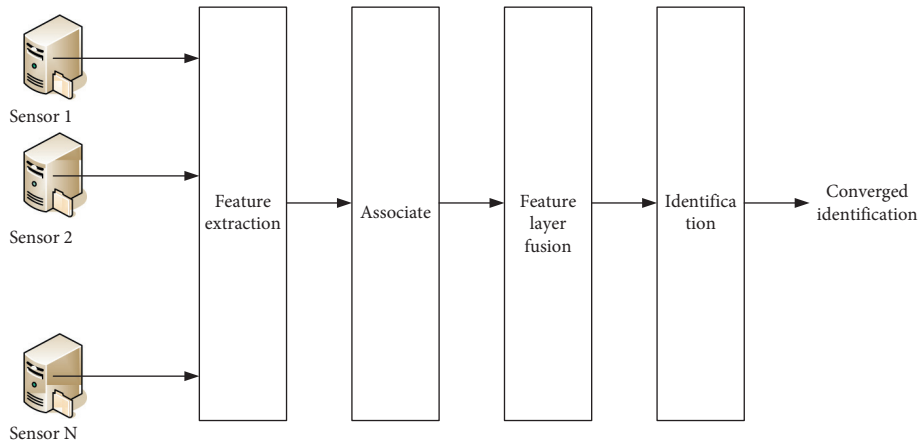 Sensor 1
Sensor 2
Sensor N
Feature
extraction
Associate
Feature
layer
fusion
Identifica
tion
Converged
identification